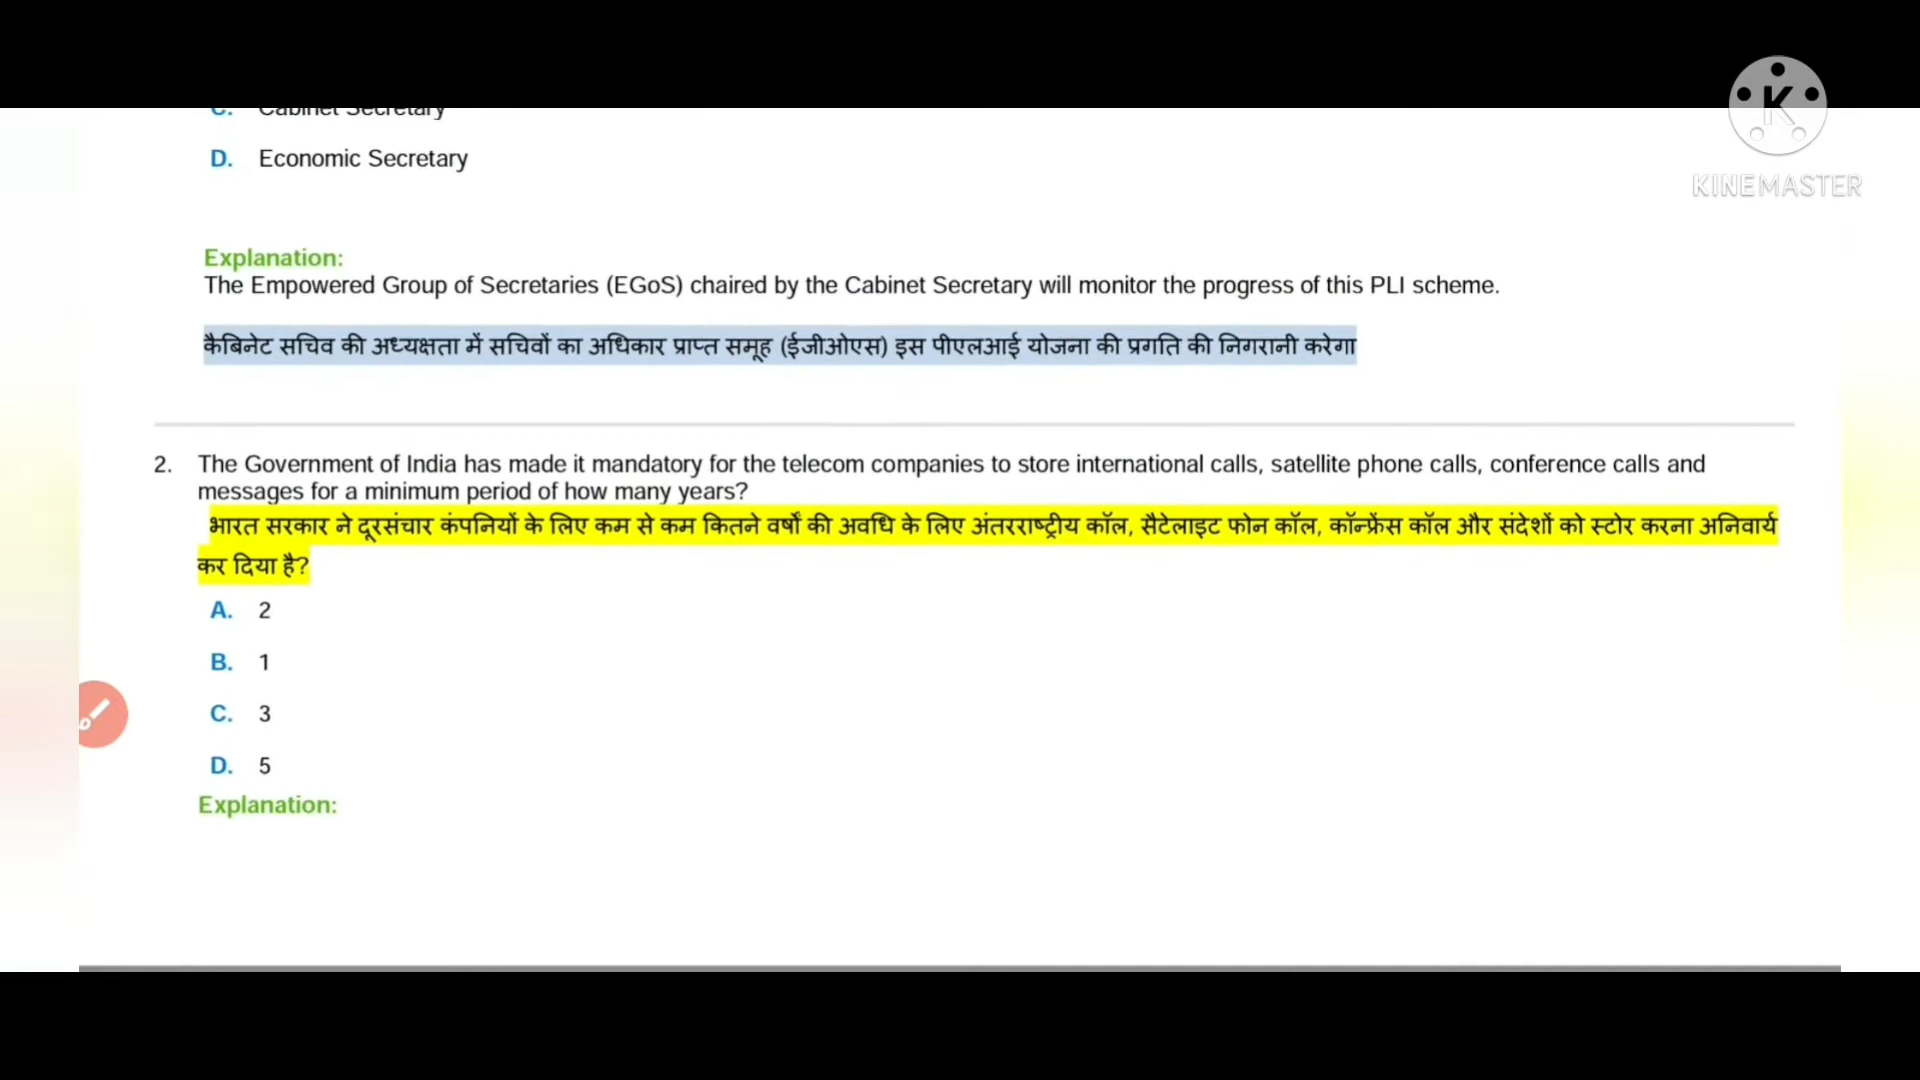 C. Cabinet Secretary
K
D. Economic Secretary
KINEMASTER
Explanation:
The Empowered Group of Secretaries (EGoS) chaired by the Cabinet Secretary will monitor the progress of this PLI scheme.
कैबिनेट सचिव की अध्यक्षता में सचिवों का अधिकार प्राप्त समूह (ईजीओएस) इस पीएलआई योजना की प्रगति की निगरानी करेगा
2. The Government of India has made it mandatory for the telecom companies to store international calls, satellite phone calls, conference calls and
messages for a minimum period of how many years?
भारत सरकार ने दूरसंचार कंपनियों के लिए कम से कम कितने वर्षों की अवधि के लिए अंतरराष्ट्रीय कॉल, सैटेलाइट फोन कॉल, कॉन्फ्रेंस कॉल और संदेशों को स्टोर करना अनिवार्य
कर दिया है?
A. 2
B. 1
C. 3
D. 5
Explanation: